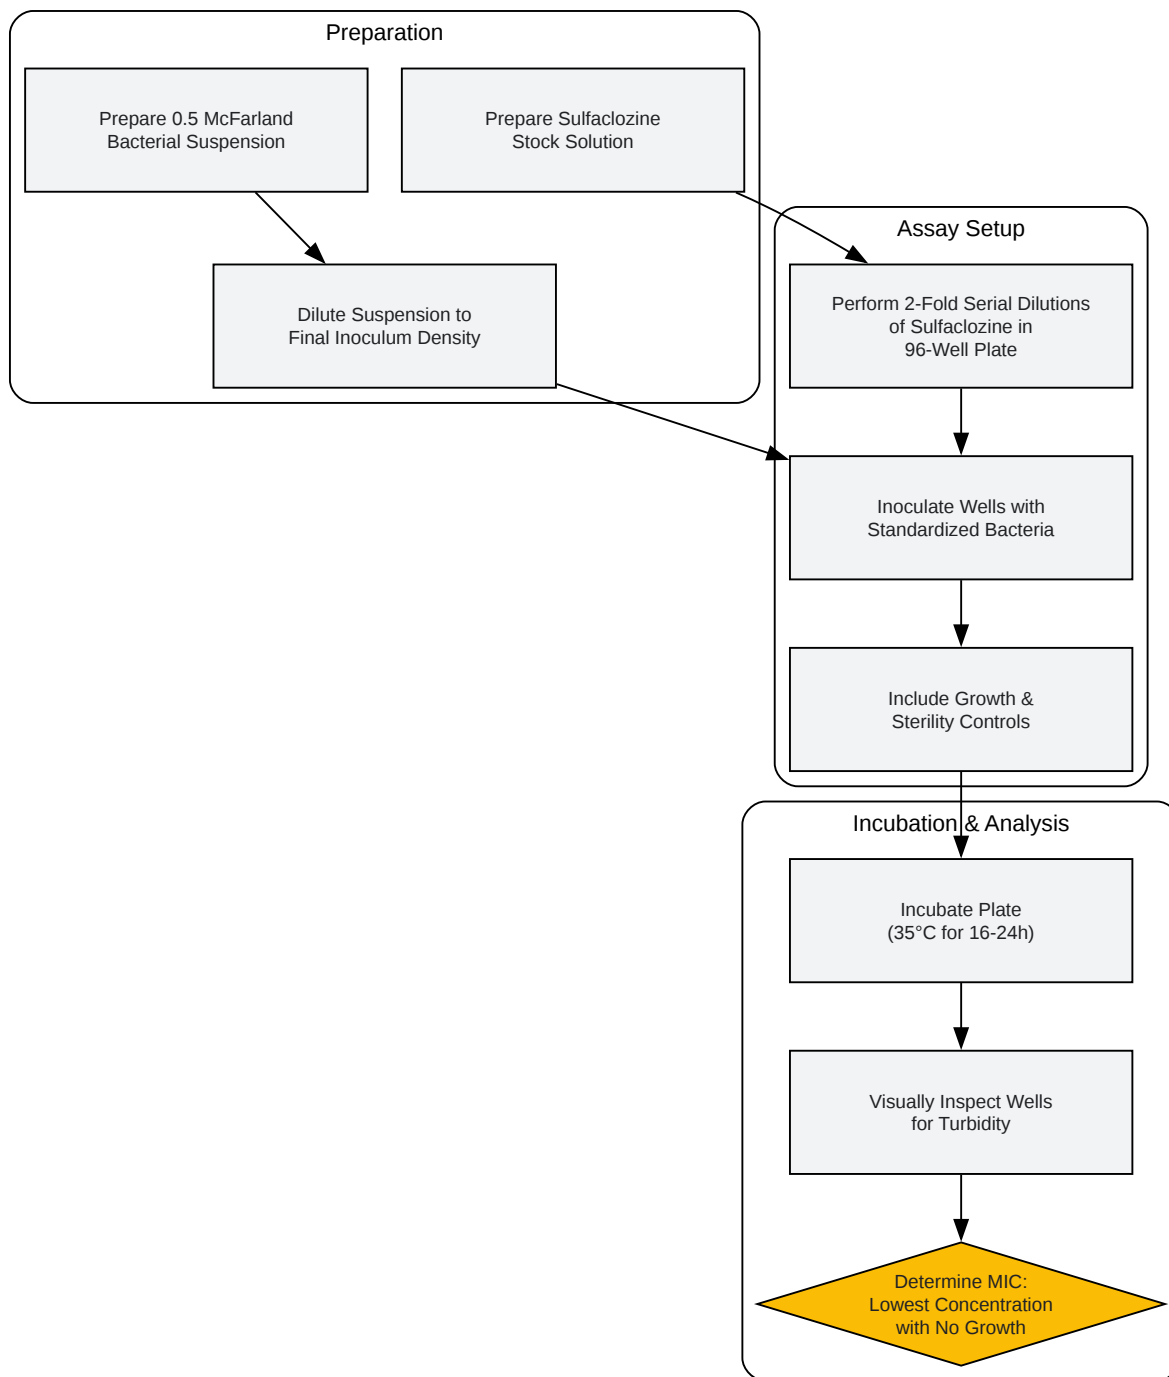 Preparation
Prepare 0.5 McFarland
Bacterial Suspension
Prepare Sulfaclozine
Stock Solution
Dilute Suspension to
Final Inoculum Density
Assay Setup
Perform 2-Fold Serial Dilutions
of Sulfaclozine in
96-Well Plate
Inoculate Wells with
Standardized Bacteria
Include Growth &
Sterility Controls
Incubation & Analysis
Incubate Plate
(35°C for 16-24h)
Visually Inspect Wells
for Turbidity
Determine MIC:
Lowest Concentration
with No Growth